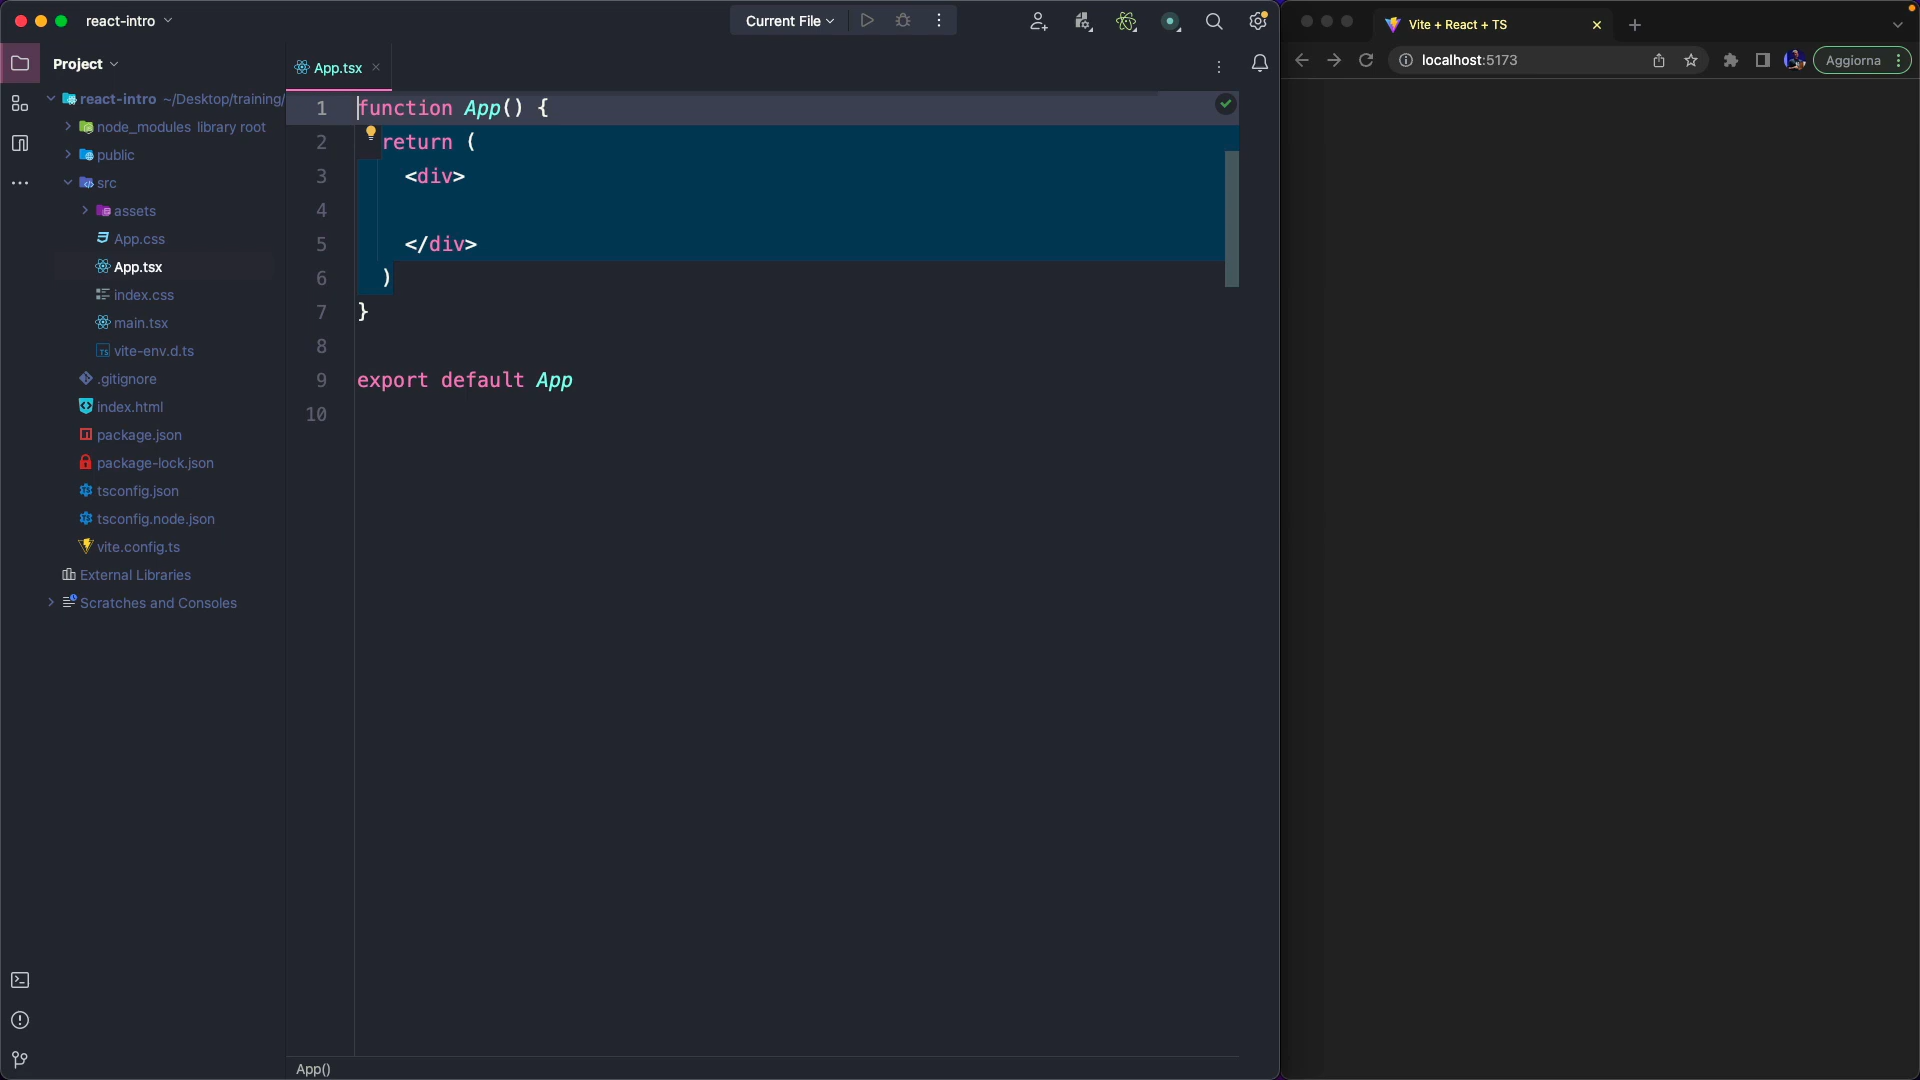 react-intro
Current File
Project
App.tsx
react-intro ~/Desktop/training/
node_modules library root
public
src
assets
App.css
App.tsx
index.css
main.tsx
vite-env.d.ts
.gitignore
index.html
package.json
package-lock.json
tsconfig.json
tsconfig.node.json
vite.config.ts
External Libraries
Scratches and Consoles
1 function App() {
2 return (
3 <div>
4
5 </div>
6 )
7 }
8
9 export default App
10
App()
Vite + React + TS
localhost:5173
Aggiorna